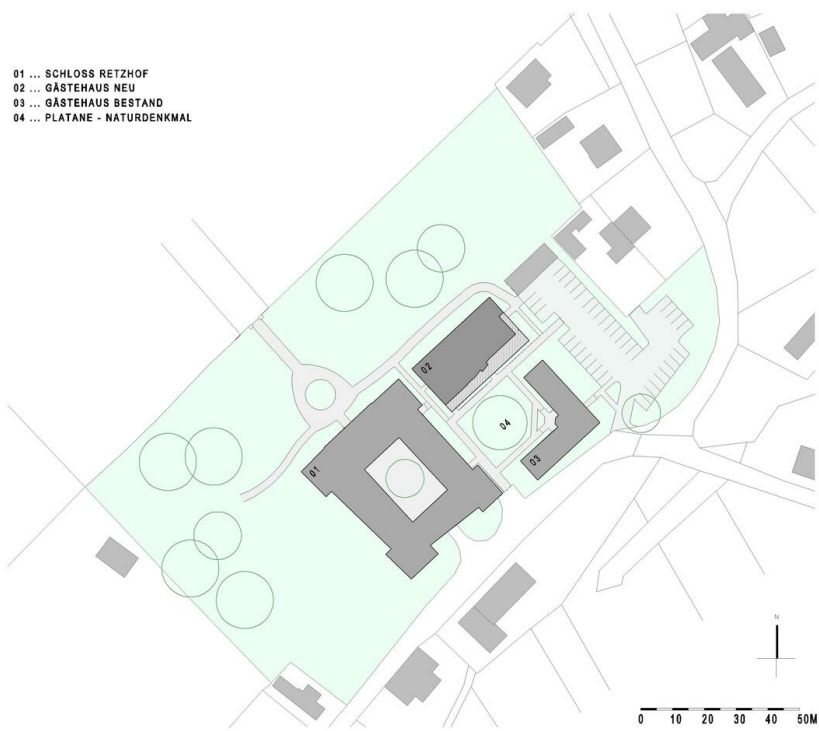 01 ... SCHLOSS RETZHOF
02 ... GÄSTEHAUS NEU
03 ... GÄSTEHAUS BESTAND
04 ... PLATANE - NATURDENKMAL
02
04
03
01
N
0 10 20 30 40 50M